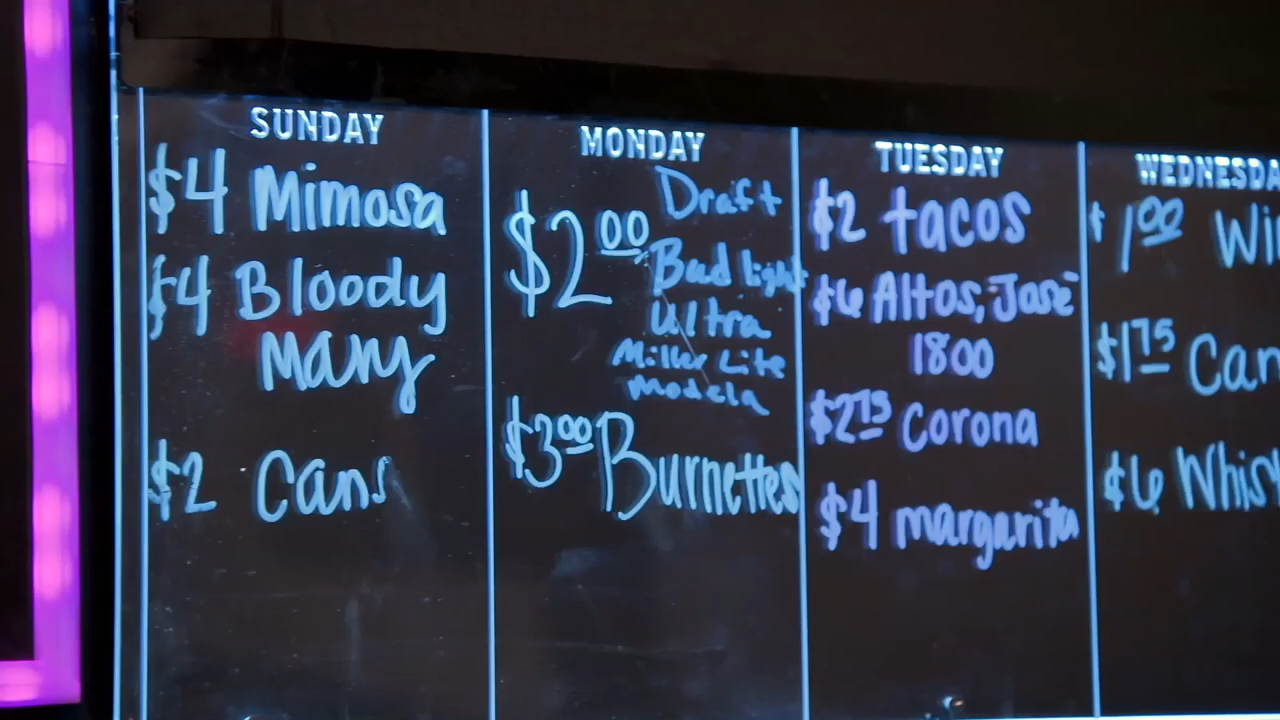 SUNDAY
$4 Mimosa
$4 Bloody
Mary
$2 Cans
MONDAY
$2.00 Draft
Bud Light
Ultra
Miller Lite
Modela
$3.00 Burnettes
TUESDAY
$2 tacos
$6 Altos, Jose
1800
$2.75 Corona
$4 margarita
WEDNESDA
$1.00 Wi
$1.75 Can
$6 Whis